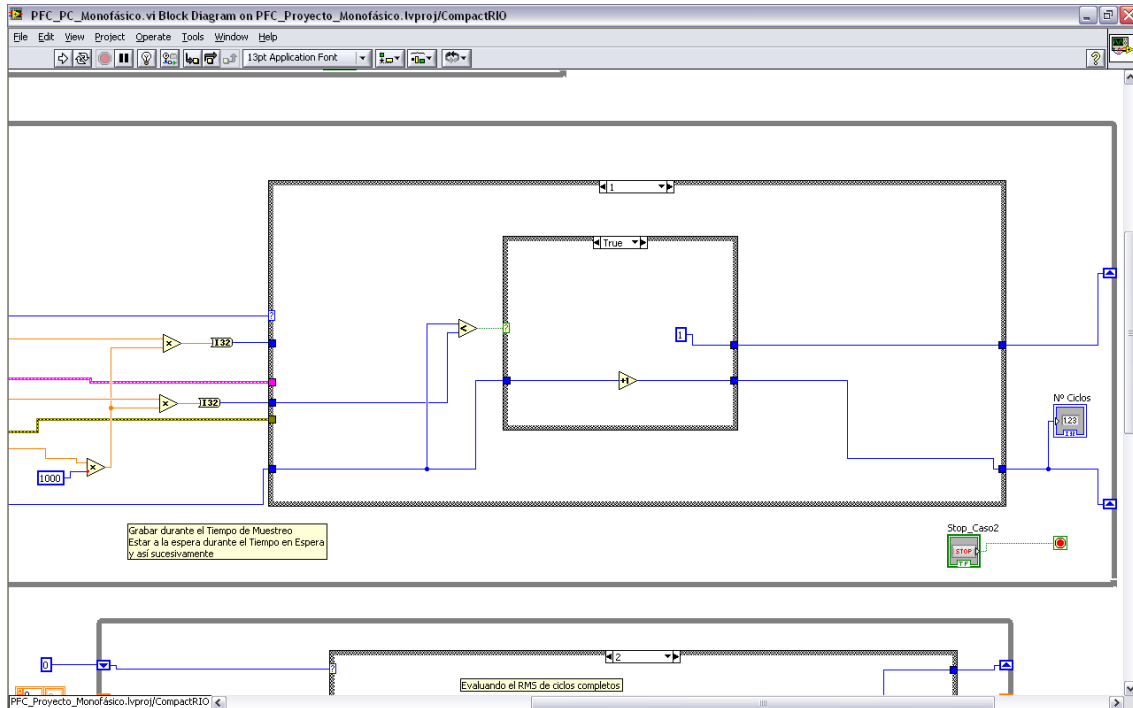 PFC_PC_Monofásico.vi Block Diagram on PFC_Proyecto_Monofásico.lvproj/CompactRIO
File Edit View Project Operate Tools Window Help
13pt Application Font
1
True
I32
1
I32
1000
+1
Nº Ciclos
123
I32
Grabar durante el Tiempo de Muestreo
Estar a la espera durante el Tiempo en Espera
y así sucesivamente
Stop_Caso2
STOP
TF
0
2
Evaluando el RMS de ciclos completos
PFC_Proyecto_Monofásico.lvproj/CompactRIO